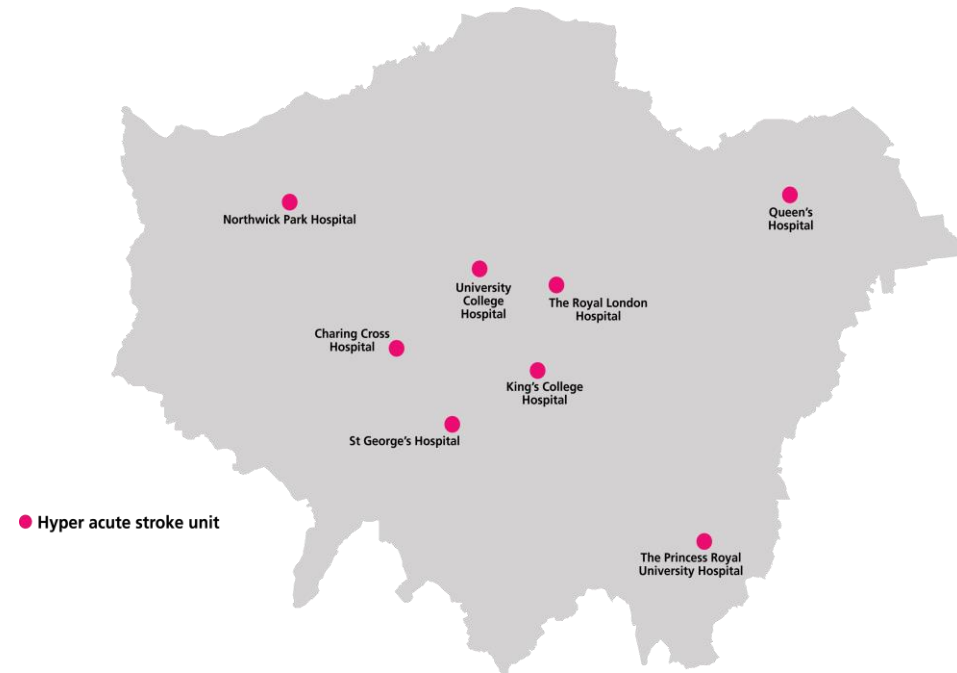 Northwick Park Hospital
Queen's
Hospital
University
College
Hospital
The Royal London
Hospital
Charing Cross
Hospital
King's College
Hospital
St George's Hospital
Hyper acute stroke unit
The Princess Royal
University Hospital